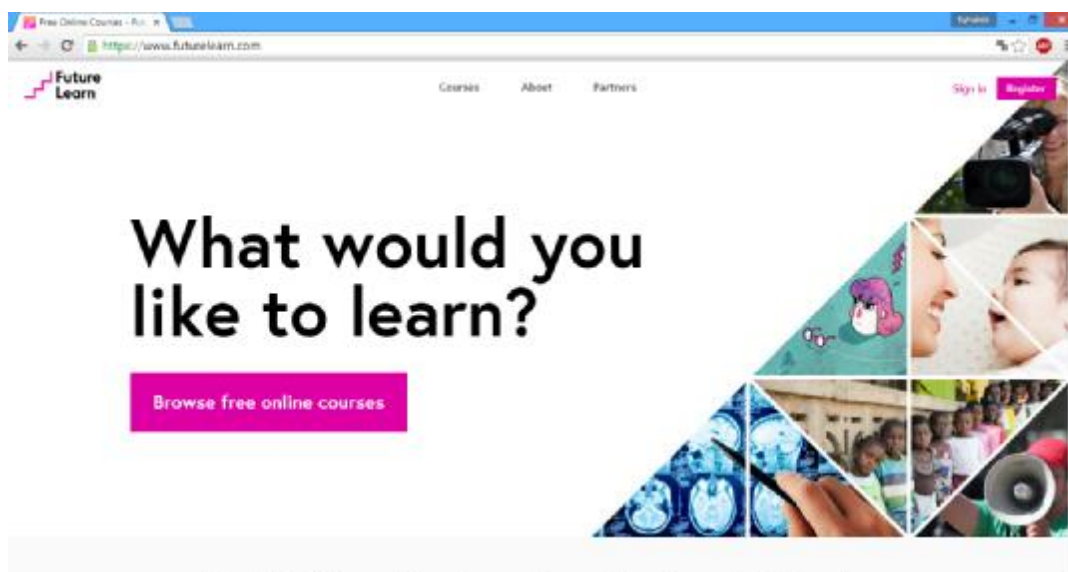 Free Online Courses - Fu
https://www.futurelearn.com
Future
Learn
Courses
About
Partners
Sign in
Register
What would you
like to learn?
Browse free online courses